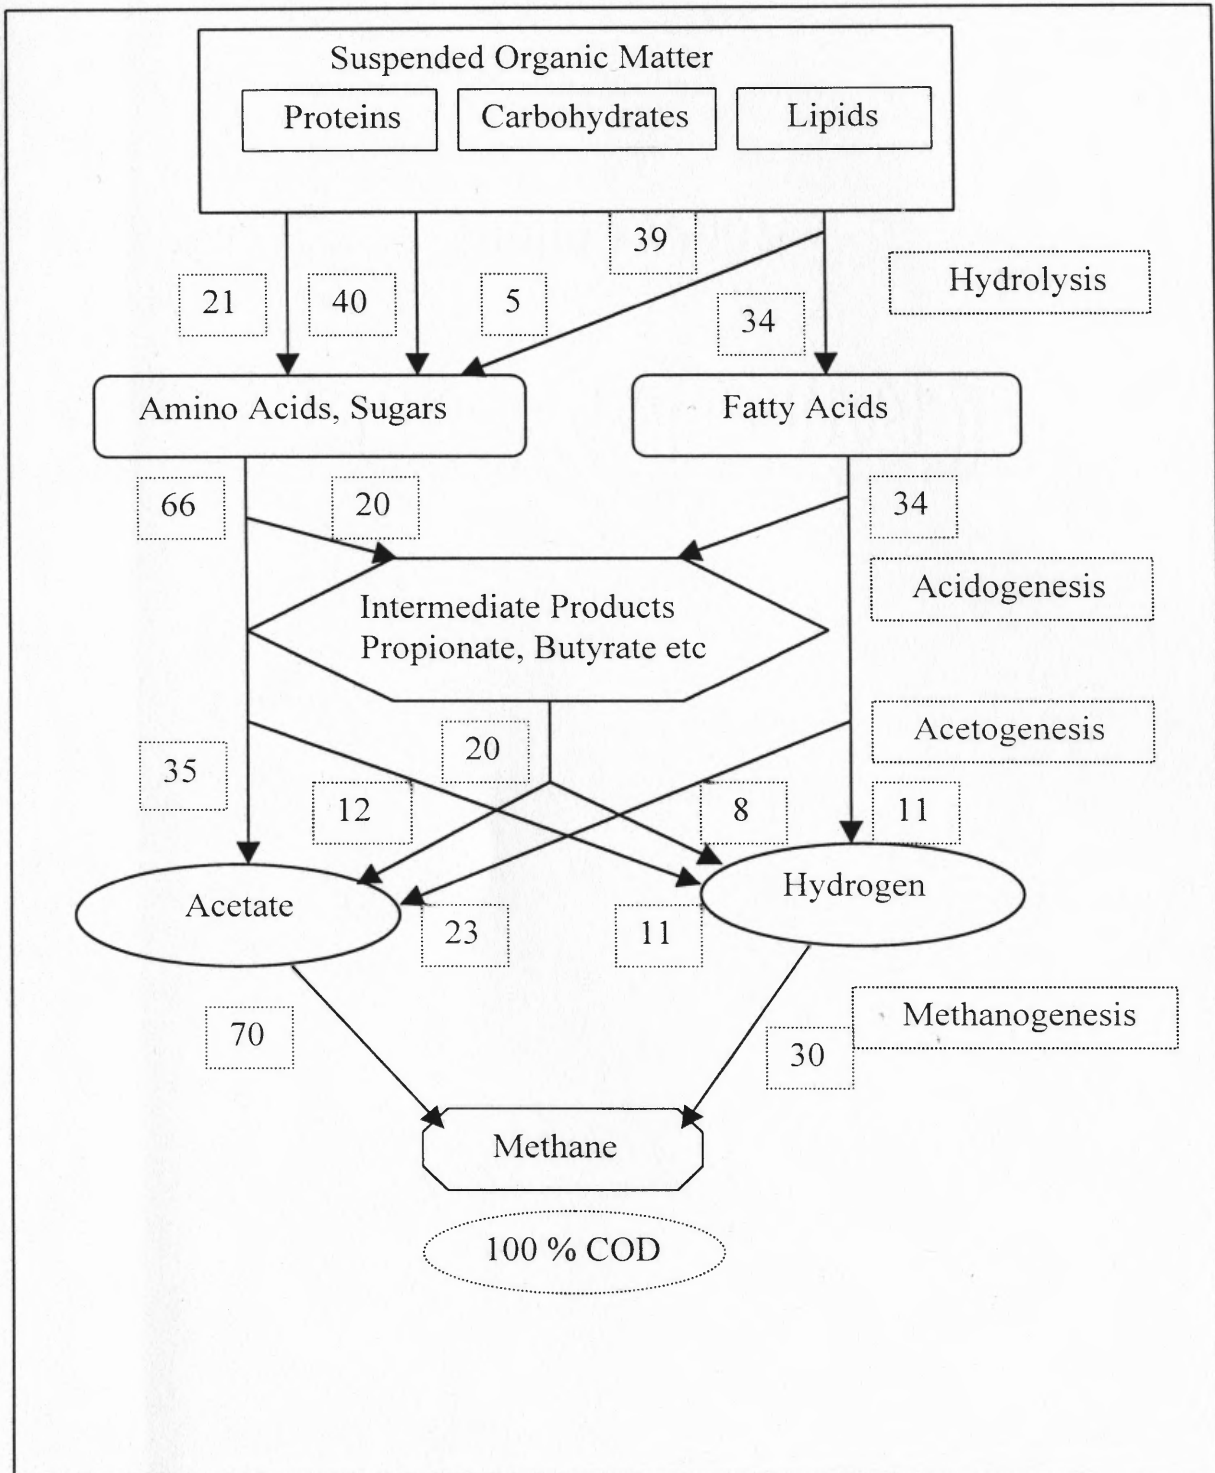 Suspended Organic Matter
Proteins
Carbohydrates
Lipids
39
Hydrolysis
21
40
5
34
Amino Acids, Sugars
Fatty Acids
66
20
34
Acidogenesis
Intermediate Products
Propionate, Butyrate etc
Acetogenesis
20
35
12
8
11
Hydrogen
Acetate
23
11
Methanogenesis
70
30
Methane
100 % COD